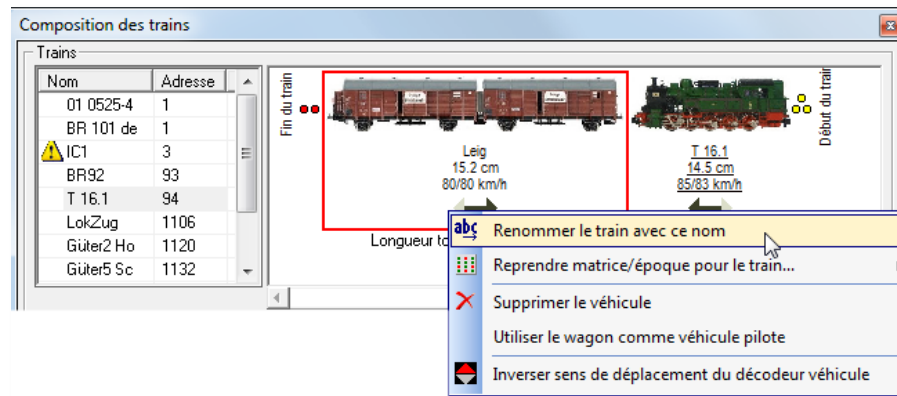 Composition des trains
Trains
Nom Adresse
01 0525-4 1
BR 101 de 1
IC1 3
BR92 93
T 16.1 94
LokZug 1106
Güter2 Ho 1120
Güter5 Sc 1132
Fin du train
Leig
15.2 cm
80/80 km/h
T 16.1
14.5 cm
85/83 km/h
Début du train
Longueur to
abc Renommer le train avec ce nom
Reprendre matrice/époque pour le train...
Supprimer le véhicule
Utiliser le wagon comme véhicule pilote
Inverser sens de déplacement du décodeur véhicule